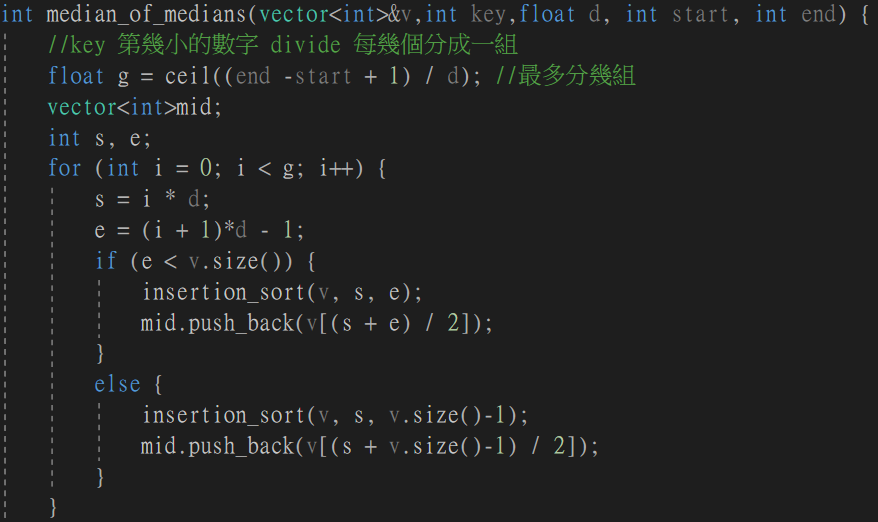 int median_of_medians(vector<int>&v,int key,float d, int start, int end) {
    //key 第幾小的數字 divide 每幾個分成一組
    float g = ceil((end -start + 1) / d); //最多分幾組
    vector<int>mid;
    int s, e;
    for (int i = 0; i < g; i++) {
        s = i * d;
        e = (i + 1)*d - 1;
        if (e < v.size()) {
            insertion_sort(v, s, e);
            mid.push_back(v[(s + e) / 2]);
        }
        else {
            insertion_sort(v, s, v.size()-1);
            mid.push_back(v[(s + v.size()-1) / 2]);
        }
    }